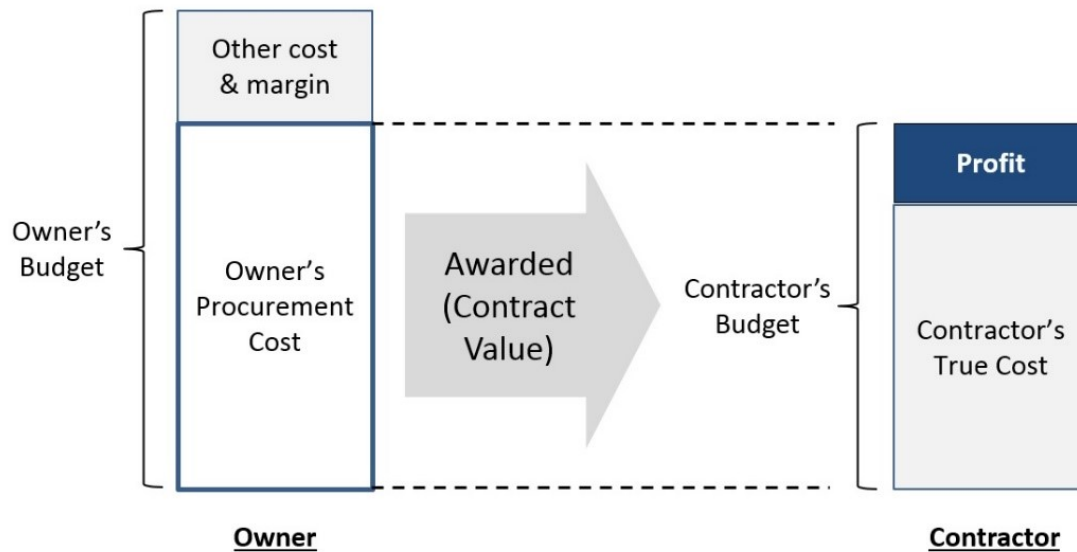 Other cost
& margin
Owner’s
Budget
Owner’s
Procurement
Cost
Awarded
(Contract
Value)
Contractor’s
Budget
Profit
Contractor’s
True Cost
Owner
Contractor